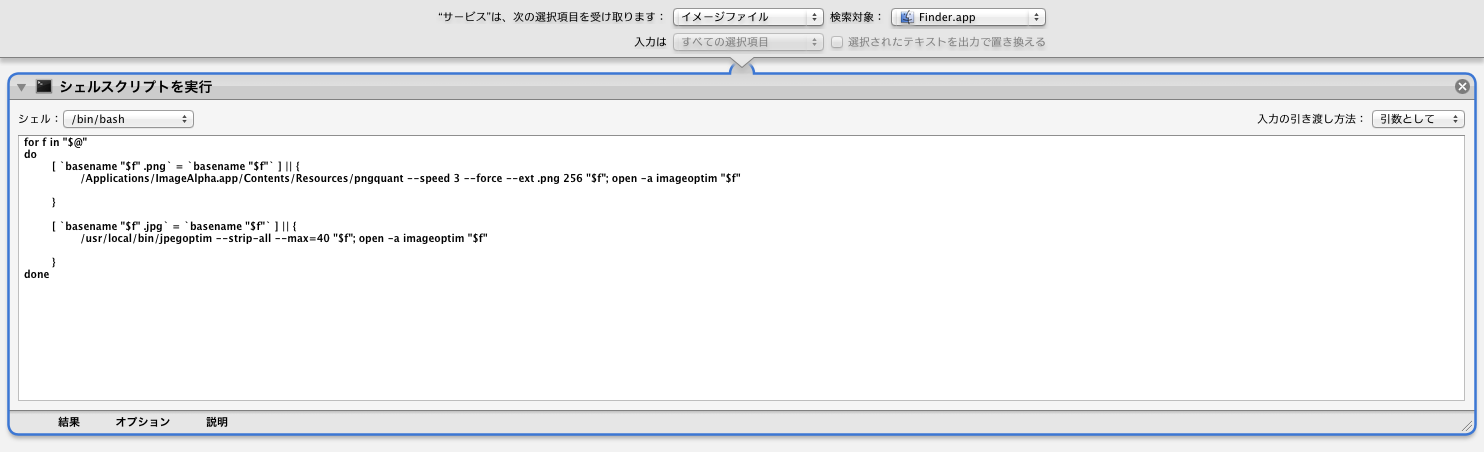 “サービス”は、次の選択項目を受け取ります： イメージファイル 検索対象： Finder.app
入力は すべての選択項目 選択されたテキストを出力で置き換える
シェルスクリプトを実行
シェル： /bin/bash 入力の引き渡し方法： 引数として
for f in "$@"
do
[ `basename "$f" .png` = `basename "$f"` ] || {
/Applications/ImageAlpha.app/Contents/Resources/pngquant --speed 3 --force --ext .png 256 "$f"; open -a imageoptim "$f"
}
[ `basename "$f" .jpg` = `basename "$f"` ] || {
/usr/local/bin/jpegoptim --strip-all --max=40 "$f"; open -a imageoptim "$f"
}
done
結果 オプション 説明